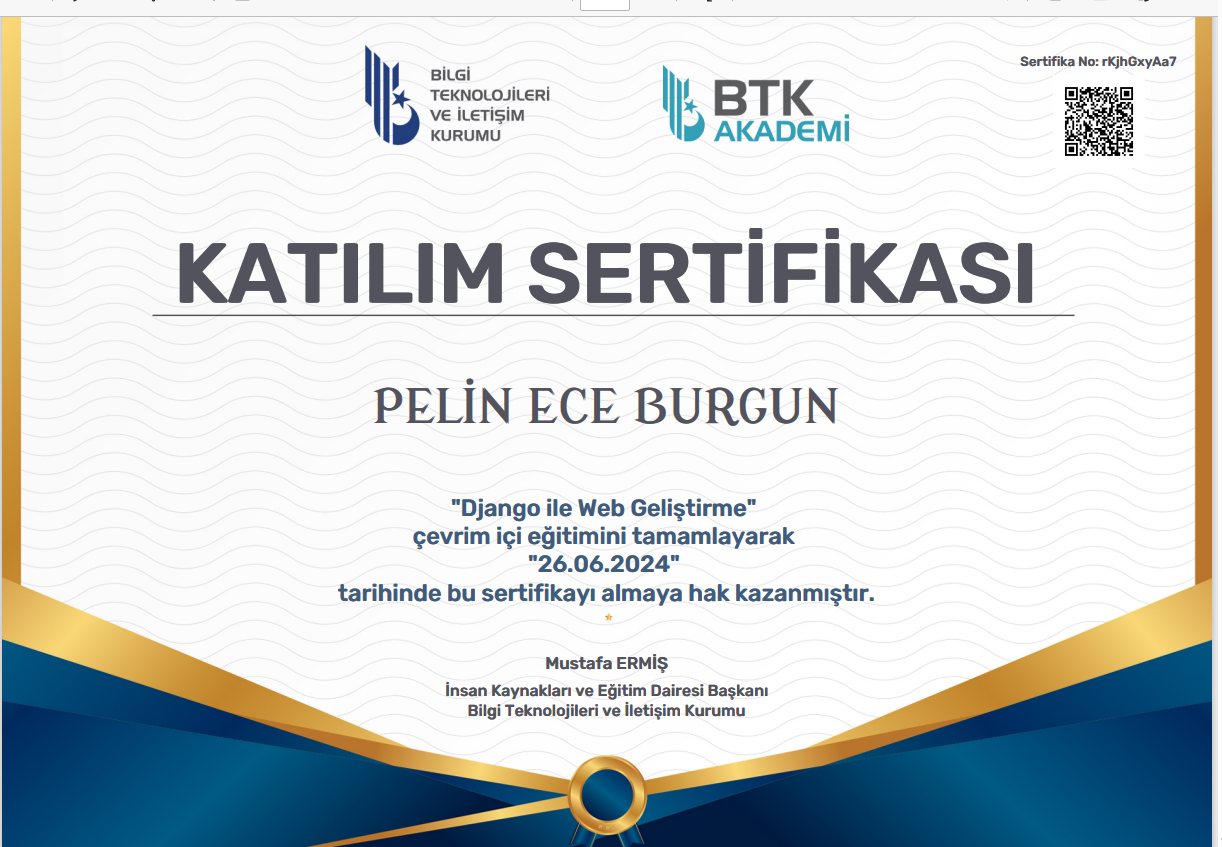 BİLGİ
TEKNOLOJİLERİ
VE İLETİŞİM
KURUMU
BTK
AKADEMİ
Sertifika No: rKjhGxyAa7
KATILIM SERTİFİKASI
PELİN ECE BURGUN
"Django ile Web Geliştirme"
çevrim içi eğitimini tamamlayarak
"26.06.2024"
tarihinde bu sertifikayı almaya hak kazanmıştır.
Mustafa ERMİŞ
İnsan Kaynakları ve Eğitim Dairesi Başkanı
Bilgi Teknolojileri ve İletişim Kurumu